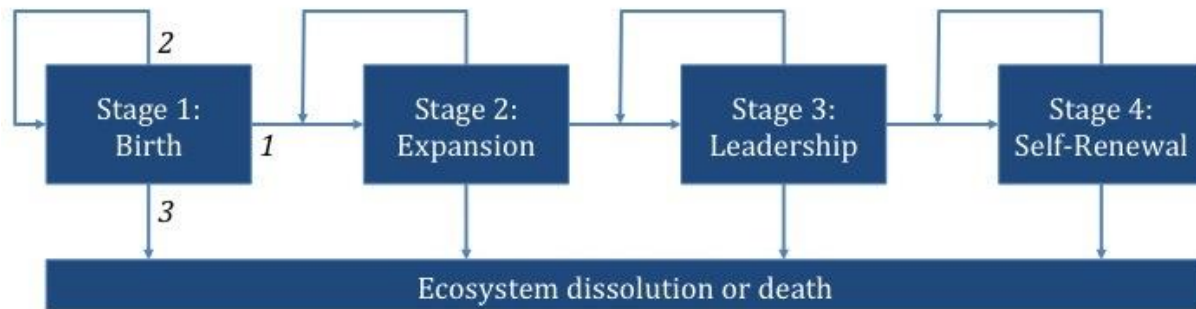 2
Stage 1:
Birth
1
Stage 2:
Expansion
Stage 3:
Leadership
Stage 4:
Self-Renewal
3
Ecosystem dissolution or death